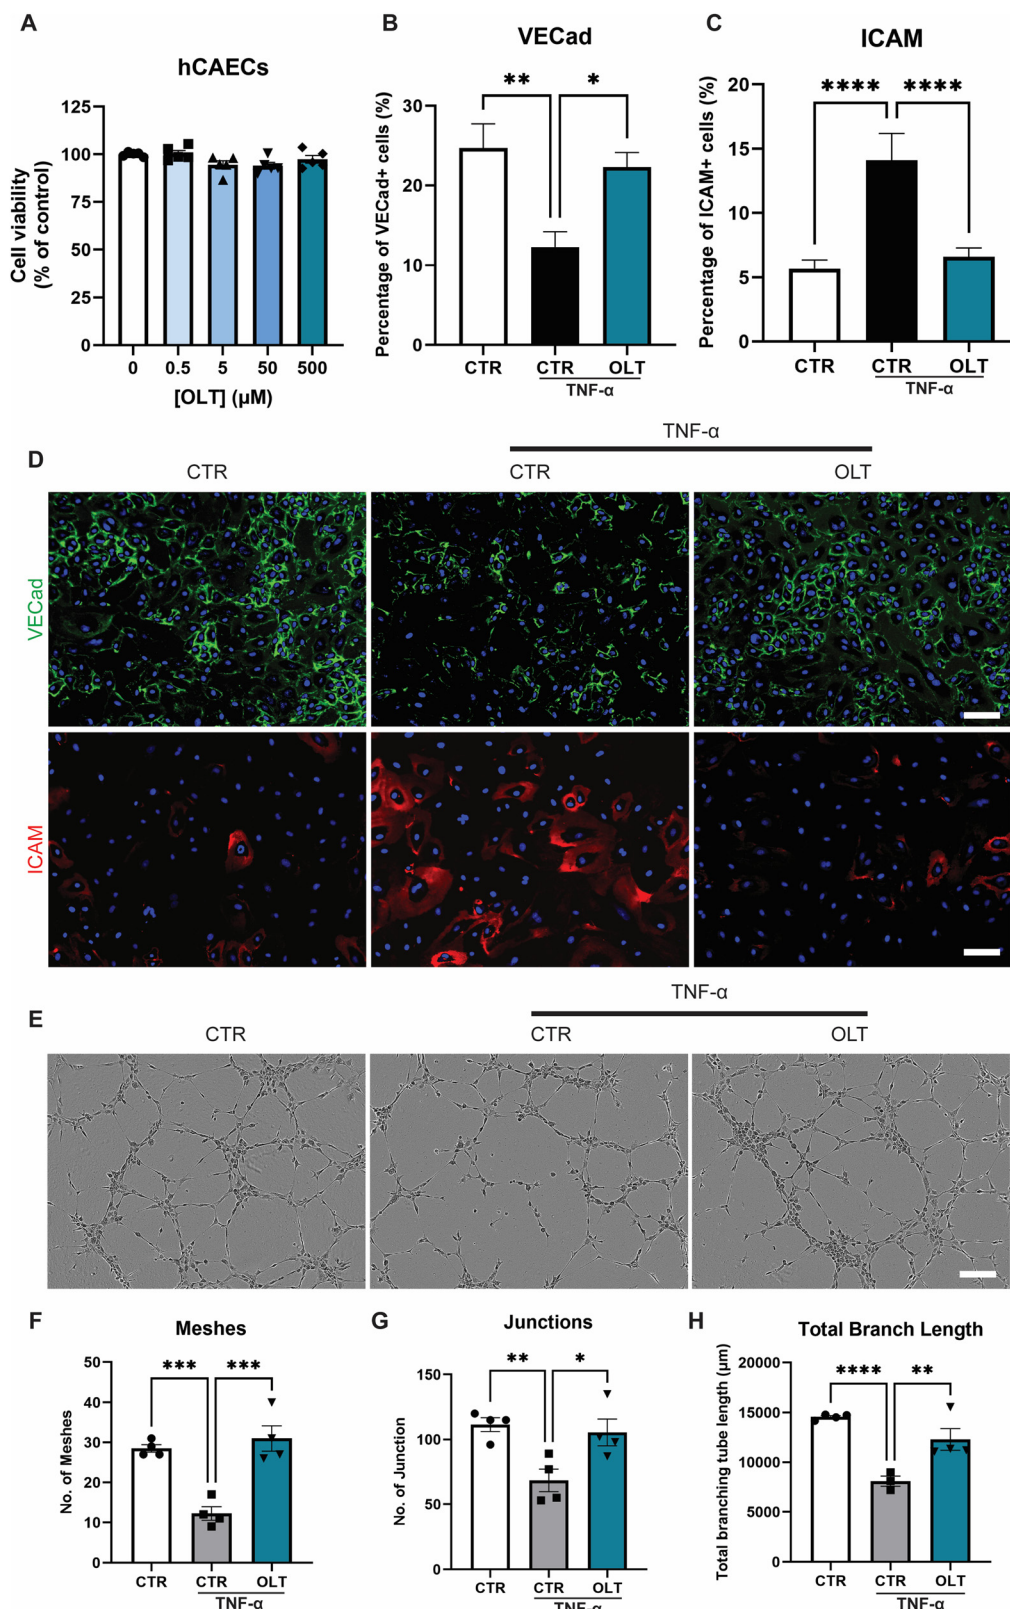 A
hCAECs
Cell viability
(% of control)
125
100
75
50
25
0
0 0.5 5 50 500
[OLT] (μM)
B
VECad
** *
Percentage of VECad+ cells (%)
30
20
10
0
CTR CTR OLT
TNF-α
C
ICAM
**** ****
Percentage of ICAM+ cells (%)
20
15
10
5
0
CTR CTR OLT
TNF-α
D
TNF-α
CTR CTR OLT
VECad
ICAM
E
TNF-α
CTR CTR OLT
F
Meshes
*** ***
No. of Meshes
50
40
30
20
10
0
CTR CTR OLT
TNF-α
G
Junctions
** *
No. of Junction
150
100
50
0
CTR CTR OLT
TNF-α
H
Total Branch Length
**** **
Total branching tube length (μm)
20000
15000
10000
5000
0
CTR CTR OLT
TNF-α